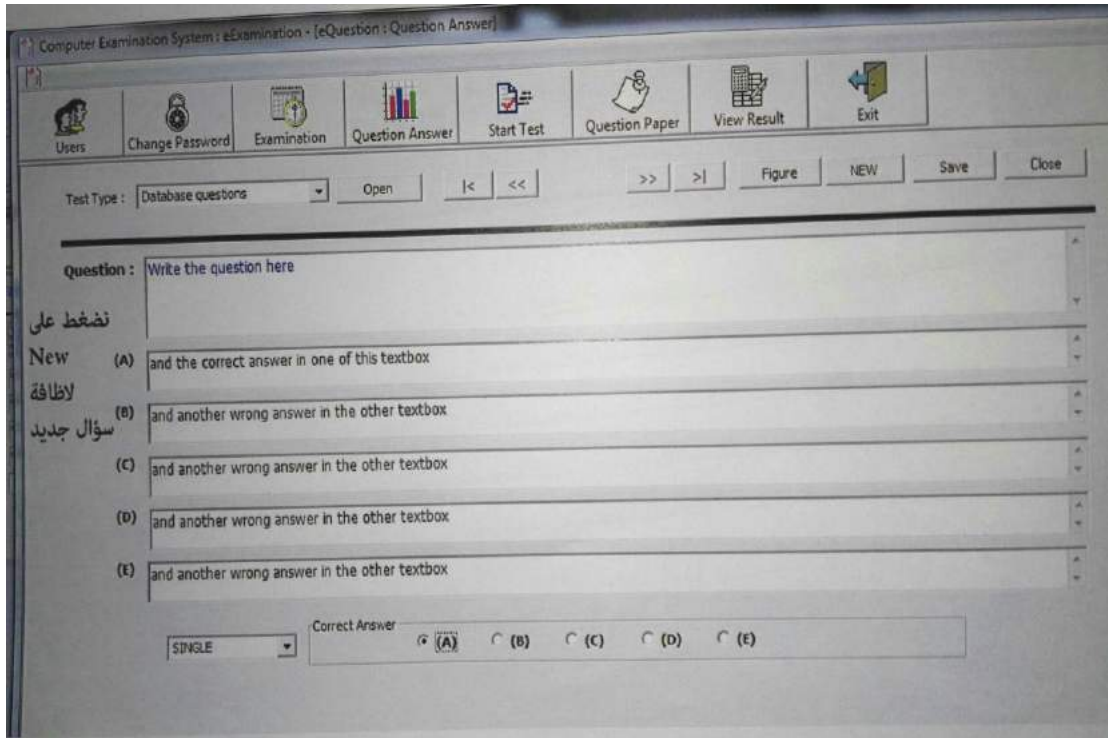 Computer Examination System : eExamination - [eQuestion : Question Answer]
Users Change Password Examination Question Answer Start Test Question Paper View Result Exit
Test Type : Database questions Open |< << >> >| Figure NEW Save Close
Question : Write the question here
نضغط على
New
لاظافة
سؤال جديد
(A) and the correct answer in one of this textbox
(B) and another wrong answer in the other textbox
(C) and another wrong answer in the other textbox
(D) and another wrong answer in the other textbox
(E) and another wrong answer in the other textbox
SINGLE Correct Answer (A) (B) (C) (D) (E)